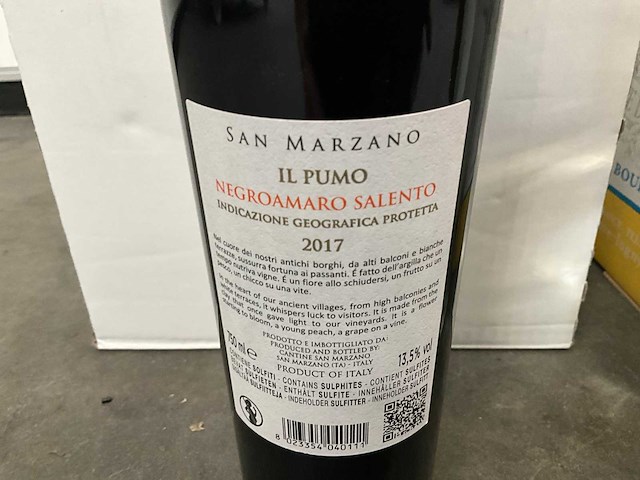 SAN MARZANO
IL PUMO
NEGROAMARO SALENTO
INDICAZIONE GEOGRAFICA PROTETTA
2017
Nel cuore dei nostri antichi borghi, da alti balconi e bianche
terrazze, sussurra fortuna ai passanti. È fatto dell'argilla che un
tempo nutriva vigne. È un fiore allo schiudersi, un frutto su un
pesco, un chicco su una vite.
In the heart of our ancient villages, from high balconies and
white terraces, it whispers luck to visitors. It is made from the
clay that once gave light to our vineyards. It is a flower
starting to bloom, a young peach, a grape on a vine.
PRODOTTO E IMBOTTIGLIATO DA:
PRODUCED AND BOTTLED BY:
CANTINE SAN MARZANO
SAN MARZANO (TA) - ITALY
750 ml e
PRODUCT OF ITALY
13,5% vol
CONTIENE SOLFITI - CONTAINS SULPHITES - CONTIENT SULFITES
SULFIETEN - ENTHÄLT SULFITE - INNEHÅLLER SULFITER
SULFIITTEJA - INDEHOLDER SULFITTER - INNEHOLDER SULFITTER
8 023354 040111
BOU